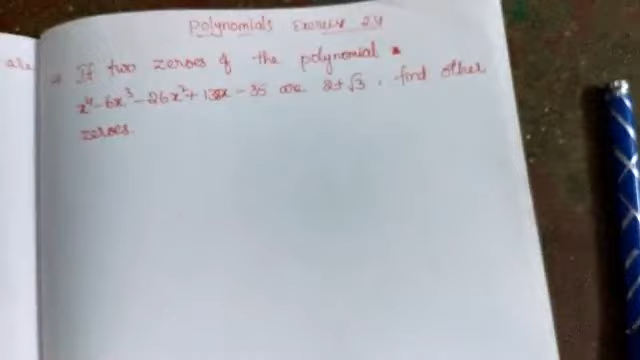 Polynomials Exercise 2.4
are
→ If two zeroes of the polynomial
x⁴-6x³-26x²+138x-35 are 2±√3, find other
zeroes.